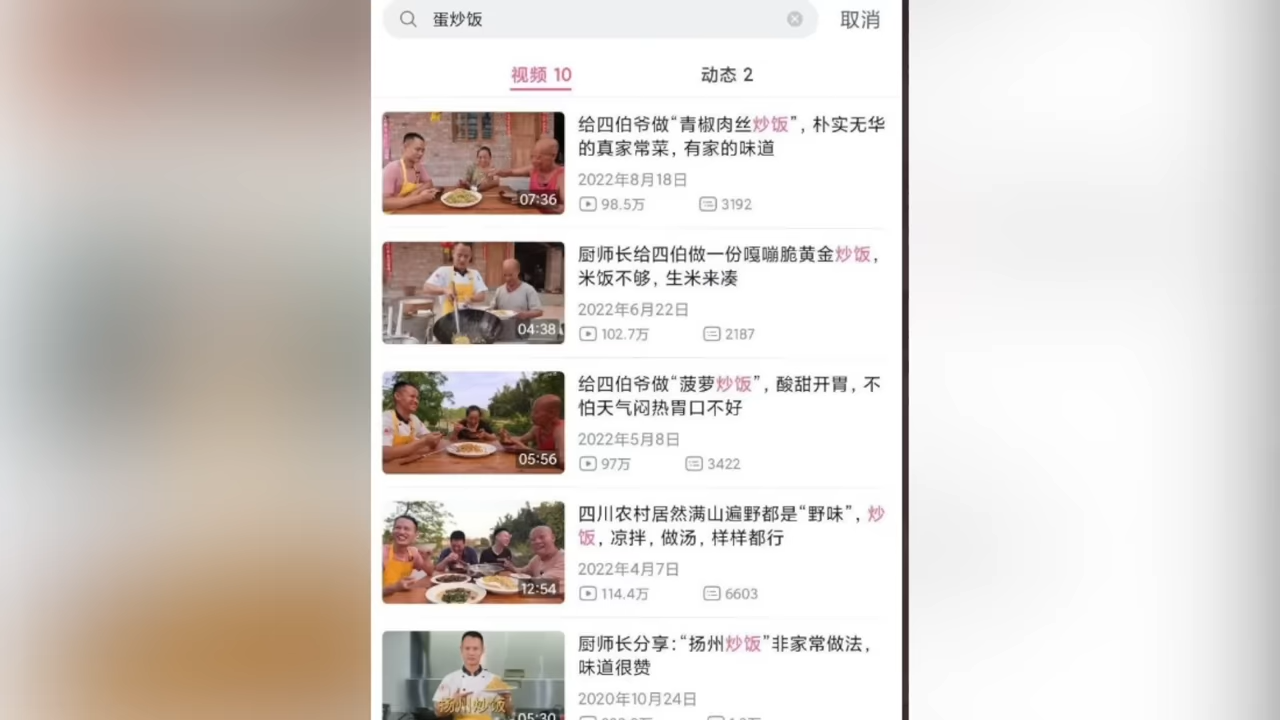 蛋炒饭
取消
视频 10
动态 2
07:36
给四伯爷做“青椒肉丝炒饭”，朴实无华
的真家常菜，有家的味道
2022年8月18日
98.5万
3192
04:38
厨师长给四伯做一份嘎嘣脆黄金炒饭，
米饭不够，生米来凑
2022年6月22日
102.7万
2187
05:56
给四伯爷做“菠萝炒饭”，酸甜开胃，不
怕天气闷热胃口不好
2022年5月8日
97万
3422
12:54
四川农村居然满山遍野都是“野味”，炒
饭，凉拌，做汤，样样都行
2022年4月7日
114.4万
6603
扬州炒饭
05:30
厨师长分享：“扬州炒饭”非家常做法，
味道很赞
2020年10月24日